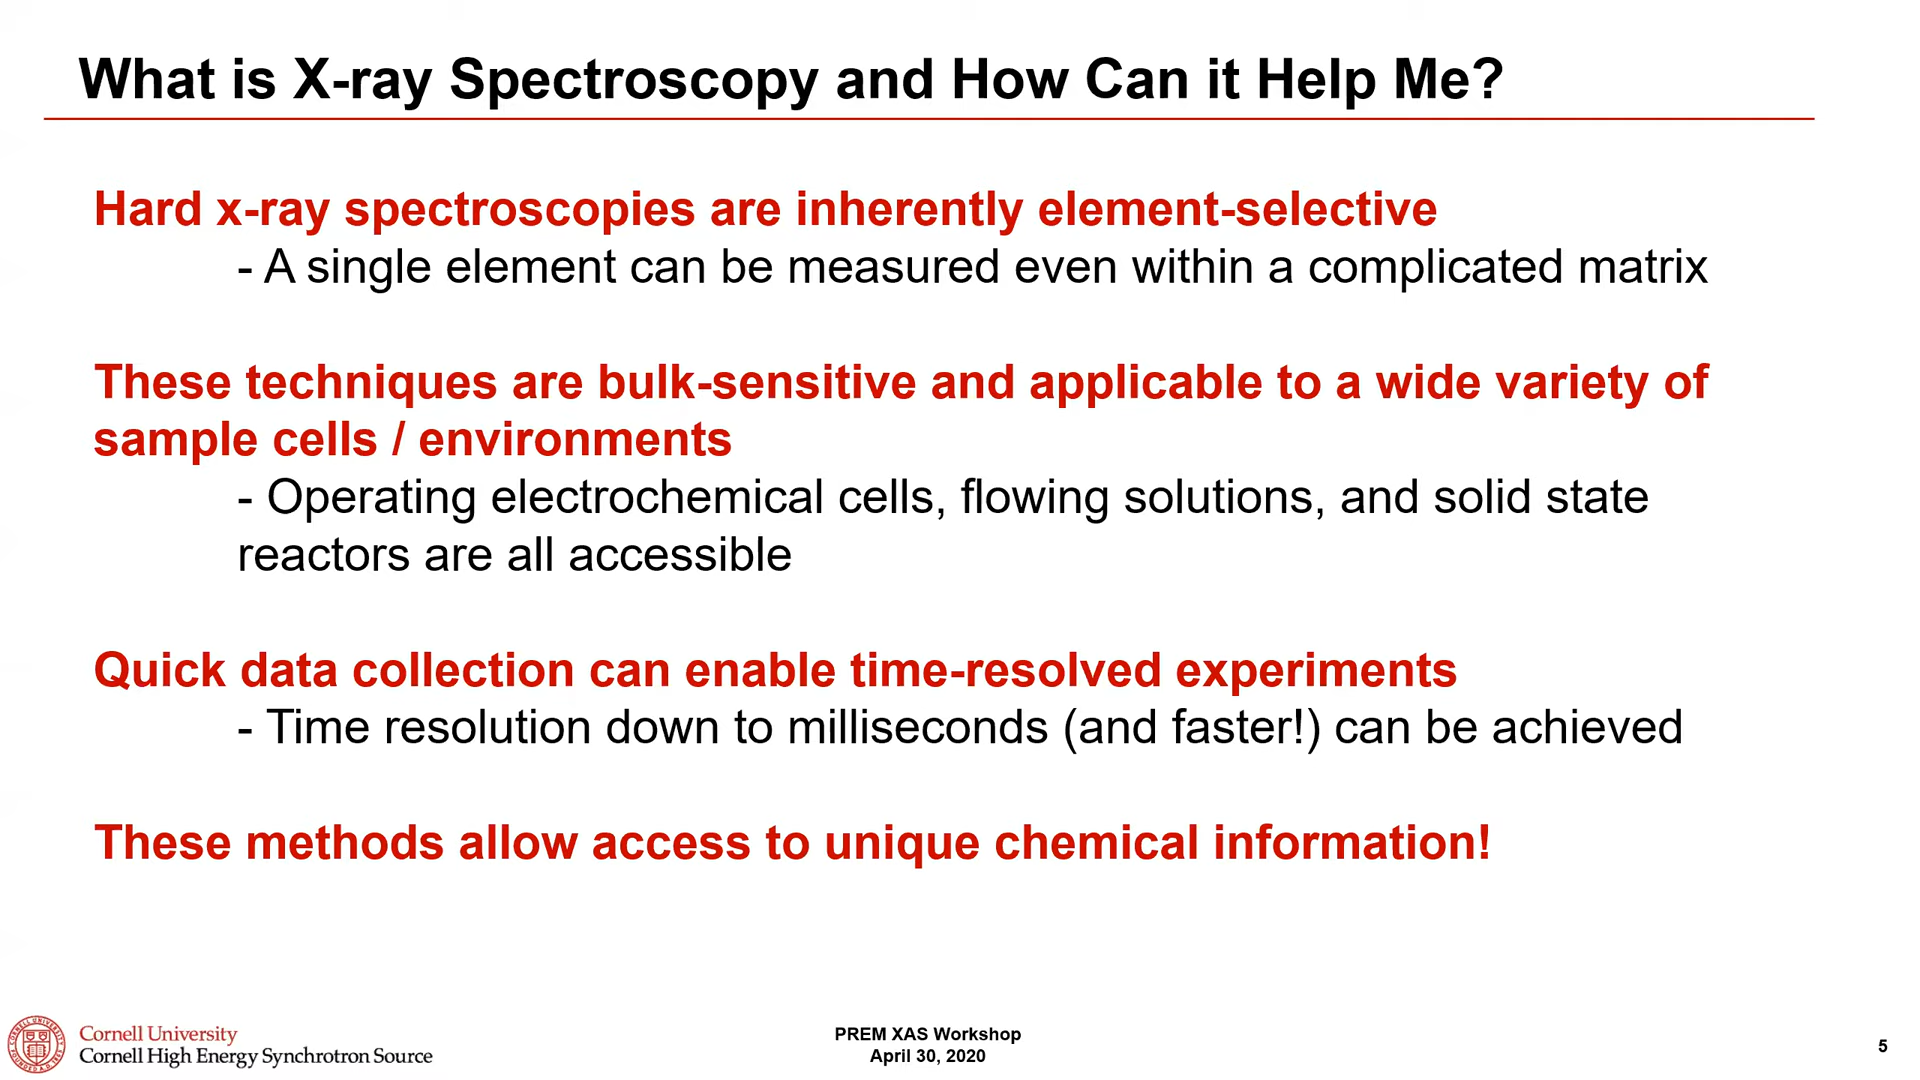 What is X-ray Spectroscopy and How Can it Help Me?
Hard x-ray spectroscopies are inherently element-selective
- A single element can be measured even within a complicated matrix
These techniques are bulk-sensitive and applicable to a wide variety of
sample cells / environments
- Operating electrochemical cells, flowing solutions, and solid state
reactors are all accessible
Quick data collection can enable time-resolved experiments
- Time resolution down to milliseconds (and faster!) can be achieved
These methods allow access to unique chemical information!
Cornell University
Cornell High Energy Synchrotron Source
PREM XAS Workshop
April 30, 2020
5